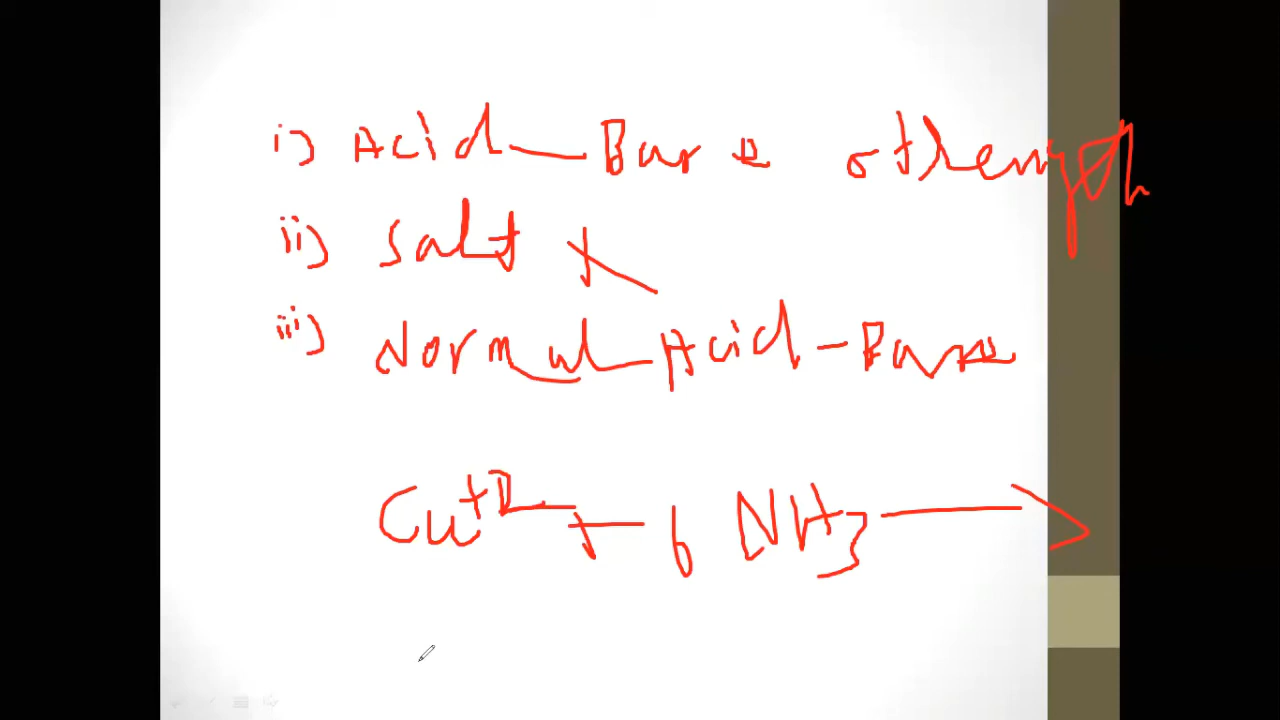 i) Acid - Base strength
ii) Salt +
iii) Normal Acid - Base
Cu+2 + 6 NH3 →